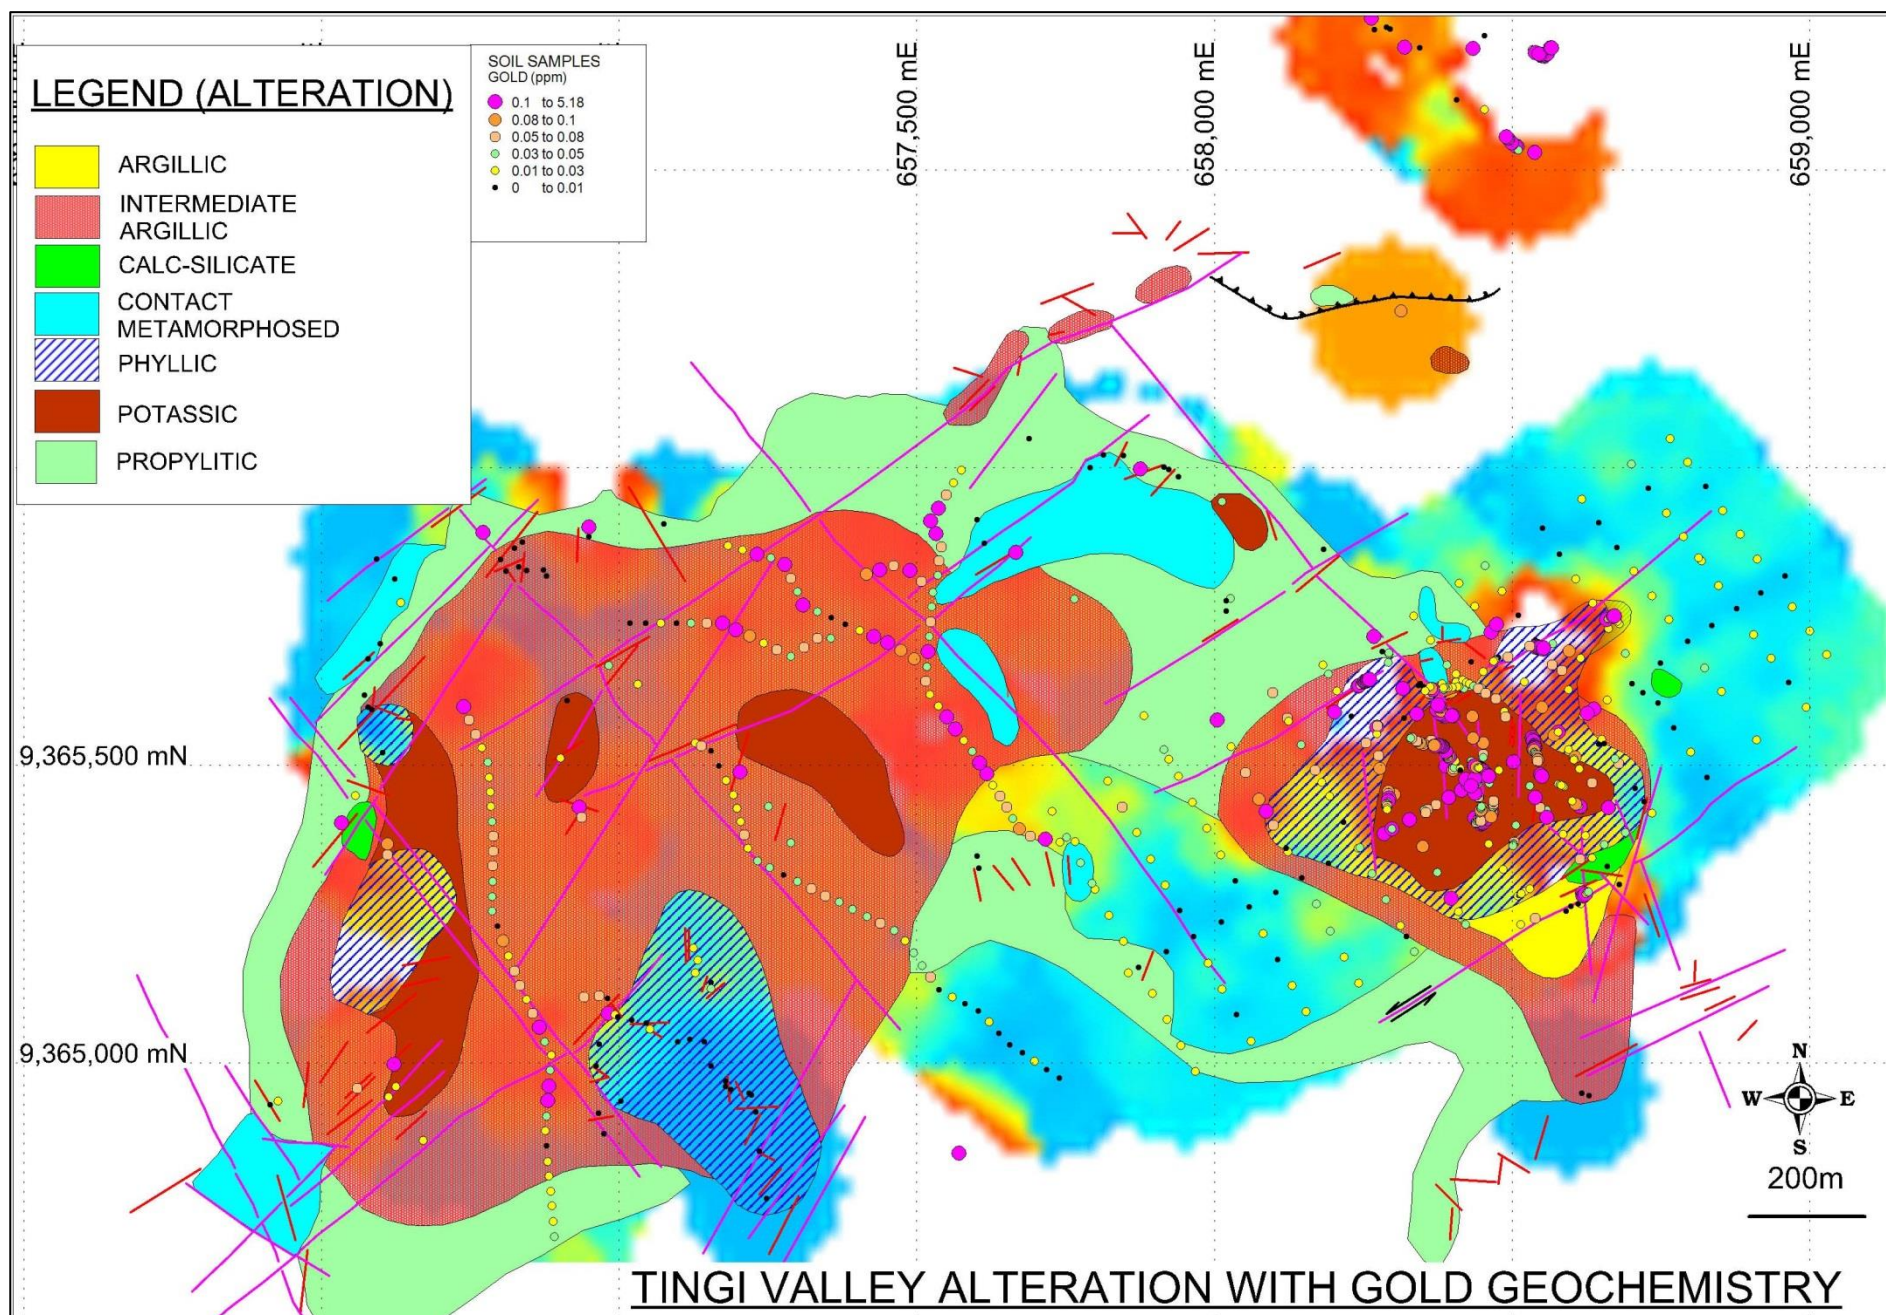 LEGEND (ALTERATION)
ARGILLIC
INTERMEDIATE
ARGILLIC
CALC-SILICATE
CONTACT
METAMORPHOSED
PHYLLIC
POTASSIC
PROPYLITIC
SOIL SAMPLES
GOLD (ppm)
0.1 to 5.18
0.08 to 0.1
0.05 to 0.08
0.03 to 0.05
0.01 to 0.03
0 to 0.01
657,500 mE
658,000 mE
659,000 mE
9,365,500 mN
9,365,000 mN
N
W E
S
200m
TINGI VALLEY ALTERATION WITH GOLD GEOCHEMISTRY